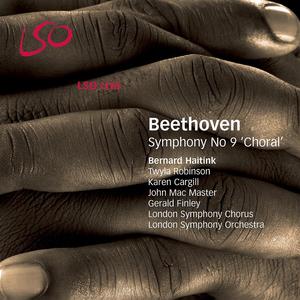 LSO
LSO Live
Beethoven
Symphony No 9 ‘Choral’
Bernard Haitink
Twyla Robinson
Karen Cargill
John Mac Master
Gerald Finley
London Symphony Chorus
London Symphony Orchestra